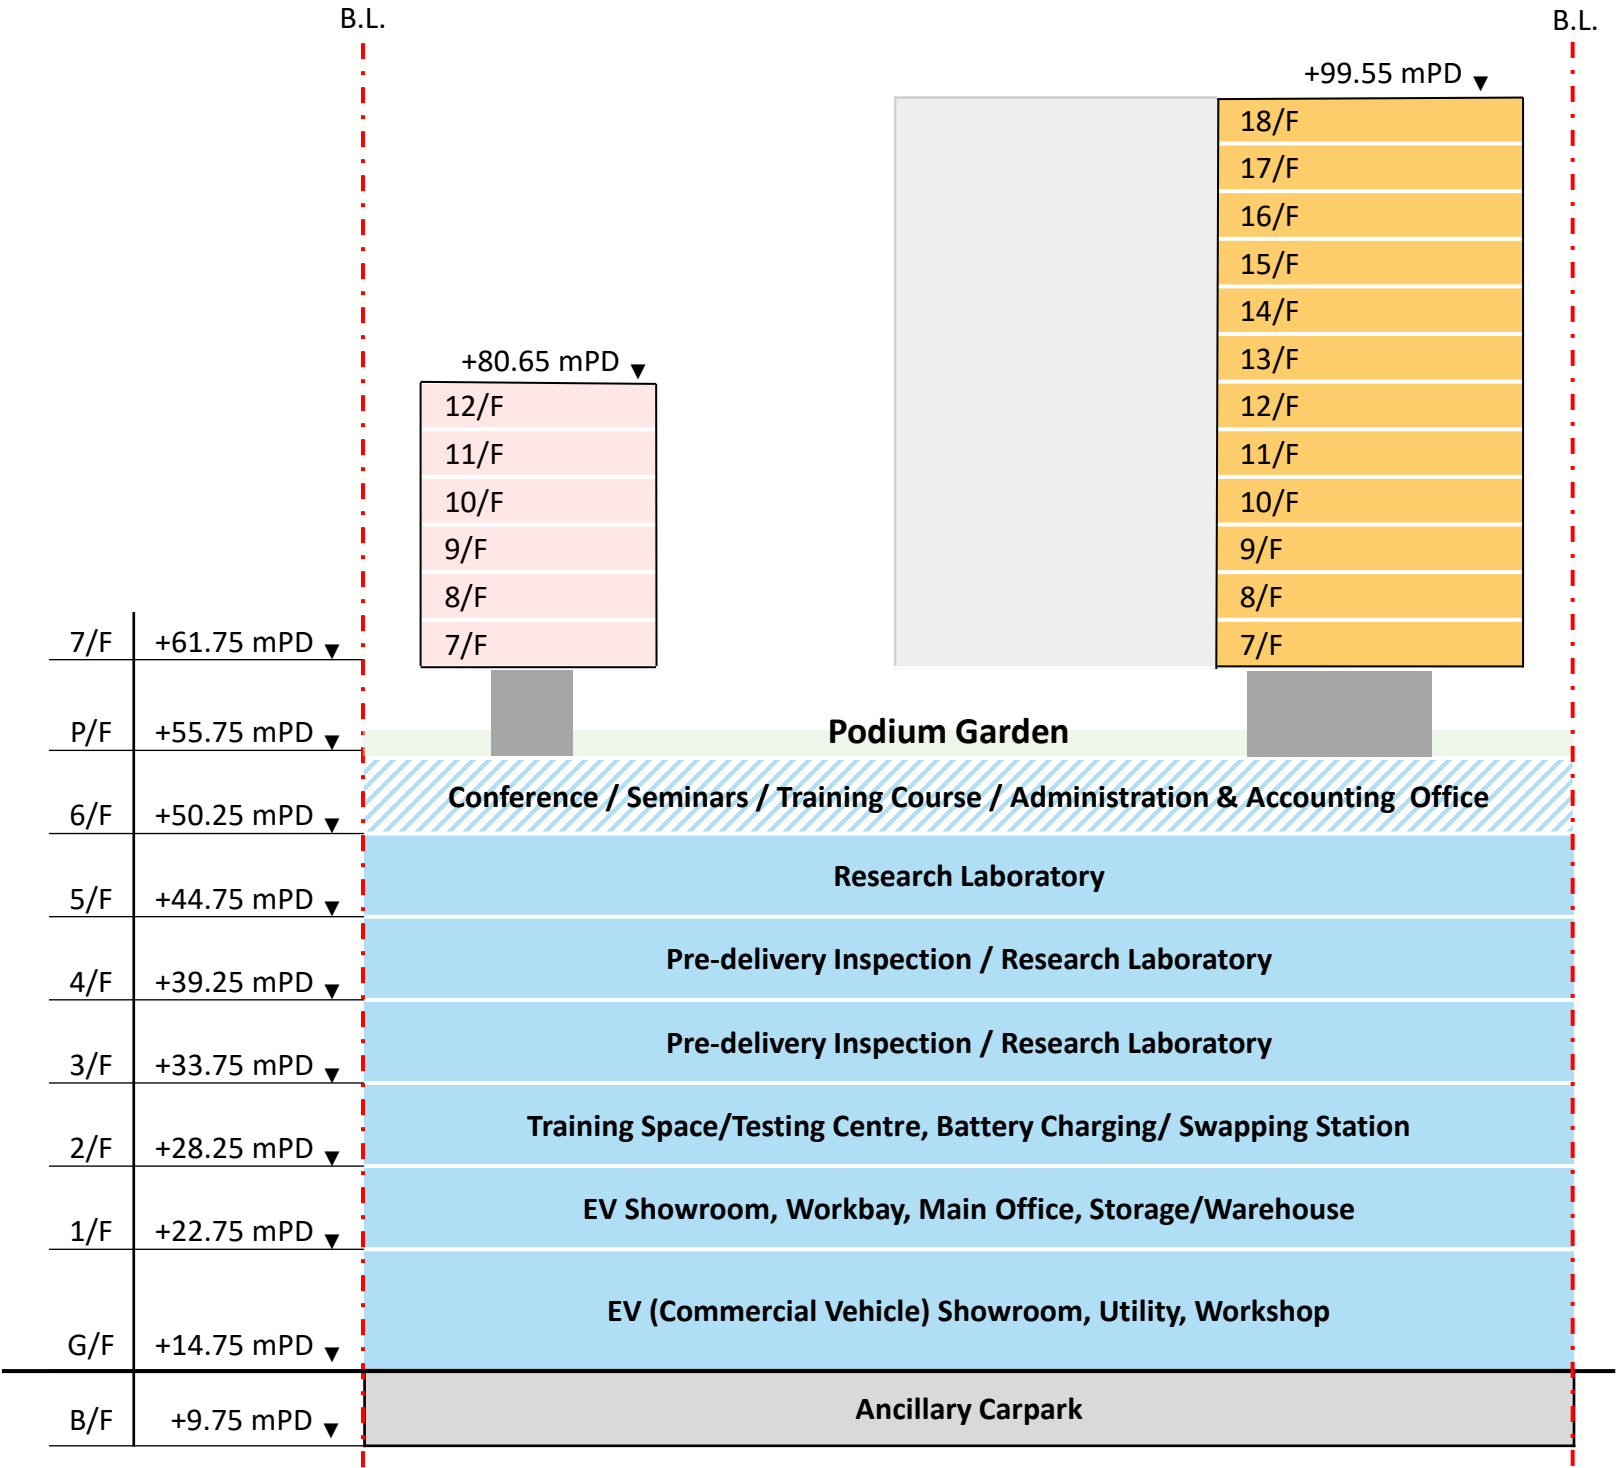 B.L.
B.L.
+99.55 mPD
18/F
17/F
16/F
15/F
14/F
13/F
12/F
11/F
10/F
9/F
8/F
7/F
+80.65 mPD
12/F
11/F
10/F
9/F
8/F
7/F
7/F +61.75 mPD
P/F +55.75 mPD
Podium Garden
6/F +50.25 mPD
Conference / Seminars / Training Course / Administration & Accounting Office
5/F +44.75 mPD
Research Laboratory
4/F +39.25 mPD
Pre-delivery Inspection / Research Laboratory
3/F +33.75 mPD
Pre-delivery Inspection / Research Laboratory
2/F +28.25 mPD
Training Space/Testing Centre, Battery Charging/ Swapping Station
1/F +22.75 mPD
EV Showroom, Workbay, Main Office, Storage/Warehouse
G/F +14.75 mPD
EV (Commercial Vehicle) Showroom, Utility, Workshop
B/F +9.75 mPD
Ancillary Carpark